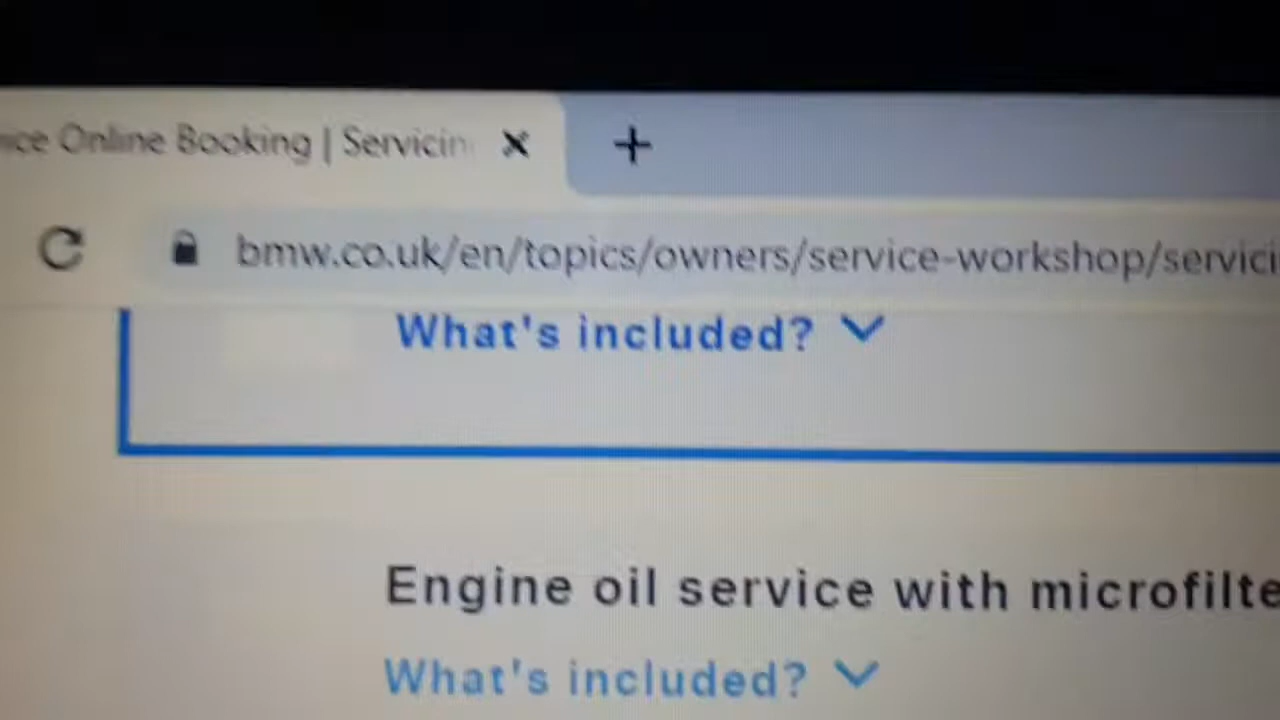 Online Booking | Servicin
bmw.co.uk/en/topics/owners/service-workshop/servici
What's included?
Engine oil service with microfilte
What's included?